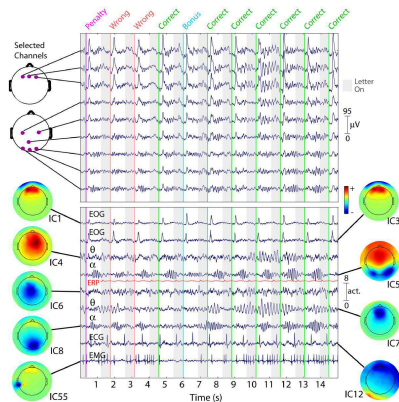 Penalty
Wrong
Wrong
Correct
Bonus
Correct
Correct
Correct
Correct
Correct
Correct
Selected
Channels
Letter
On
95
μV
0
+
-
IC1
EOG
IC3
EOG
IC4
θ
α
IC5
8
act.
0
ERP
IC6
θ
α
IC7
IC8
ECG
EMG
IC55
IC12
1 2 3 4 5 6 7 8 9 10 11 12 13 14
Time (s)